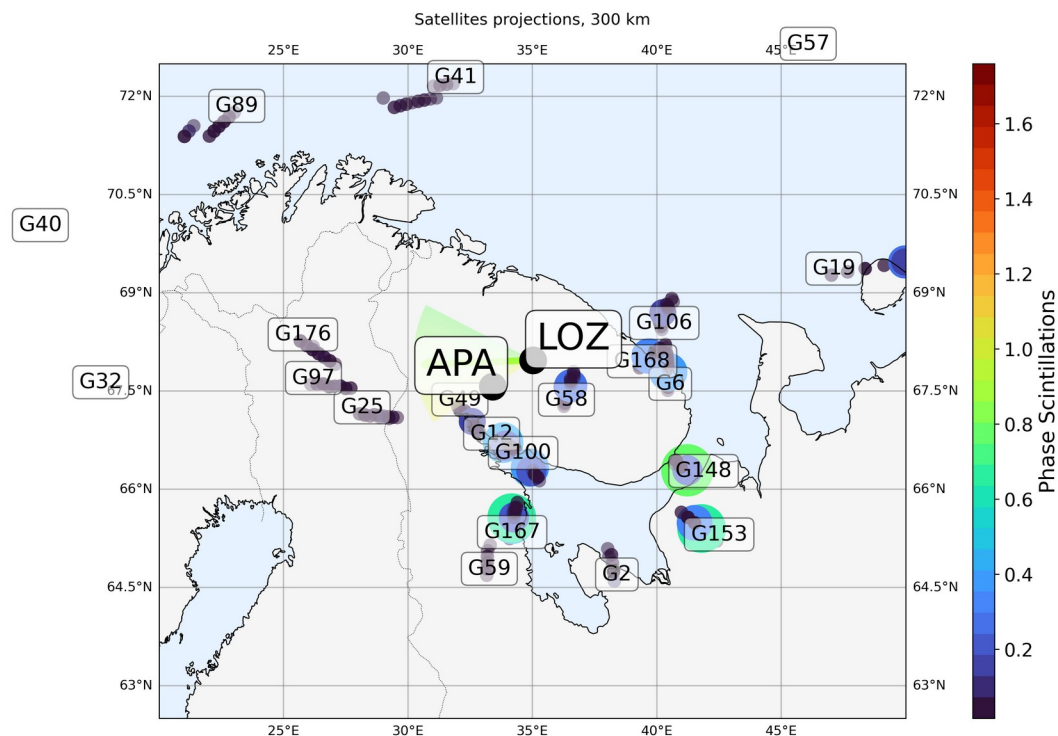 Satellites projections, 300 km
25°E 30°E 35°E 40°E 45°E
G57
G41
72°N 72°N
G89
1.6
70.5°N 70.5°N
G40
1.4
G19
69°N 69°N
1.2
G106
G176
LOZ
APA
G168
G97
G6
1.0
G32
67.5°N 67.5°N
G49
G58
G25
G12
G100
0.8
G148
66°N 66°N
G167
G153
0.6
G59
G2
64.5°N 64.5°N
0.4
0.2
63°N 63°N
25°E 30°E 35°E 40°E 45°E
Phase Scintillations